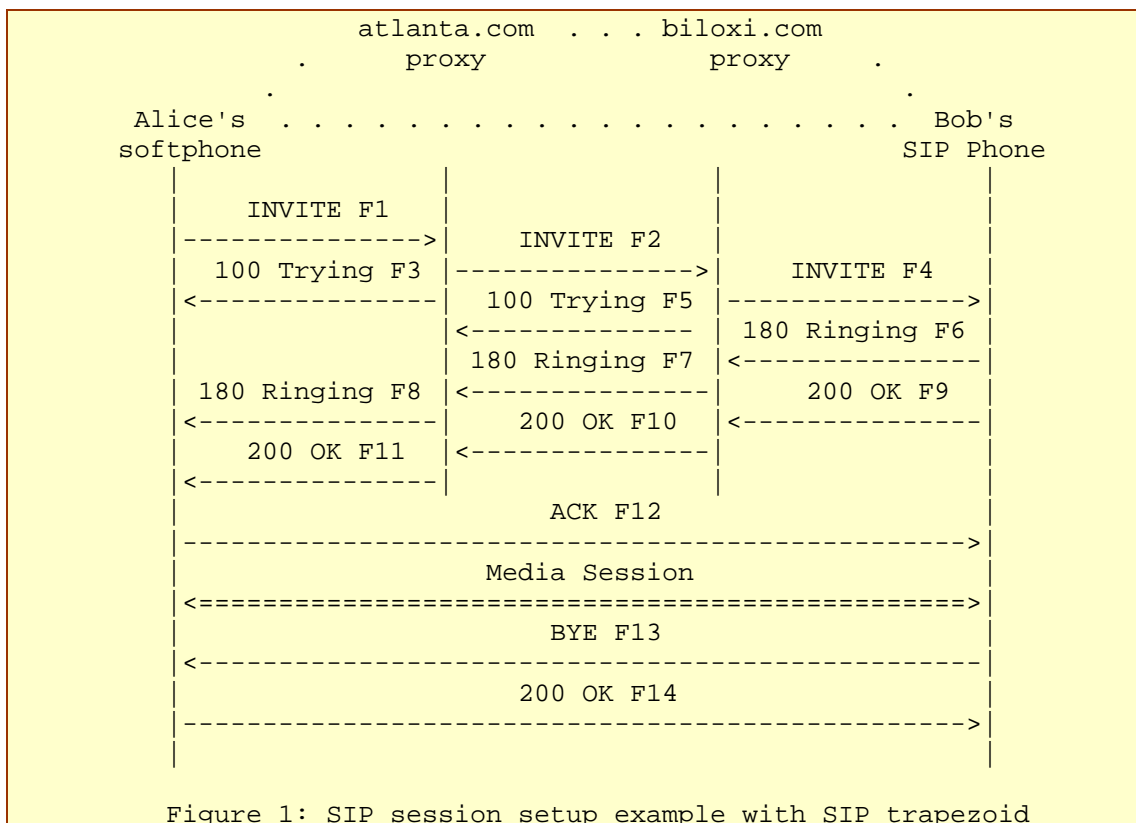 atlanta.com . . . biloxi.com
. proxy proxy .
. .
Alice's . . . . . . . . . . . . . . . . . . . . Bob's
softphone SIP Phone
| | | |
| INVITE F1 | | |
|--------------->| INVITE F2 | |
| 100 Trying F3 |--------------->| INVITE F4 |
|<---------------| 100 Trying F5 |--------------->|
| |<-------------- | 180 Ringing F6 |
| | 180 Ringing F7 |<---------------|
| 180 Ringing F8 |<---------------| 200 OK F9 |
|<---------------| 200 OK F10 |<---------------|
| 200 OK F11 |<---------------| |
|<---------------| | |
| ACK F12 |
|------------------------------------------------->|
| Media Session |
|<================================================>|
| BYE F13 |
|<-------------------------------------------------|
| 200 OK F14 |
|------------------------------------------------->|
| |
Figure 1: SIP session setup example with SIP trapezoid